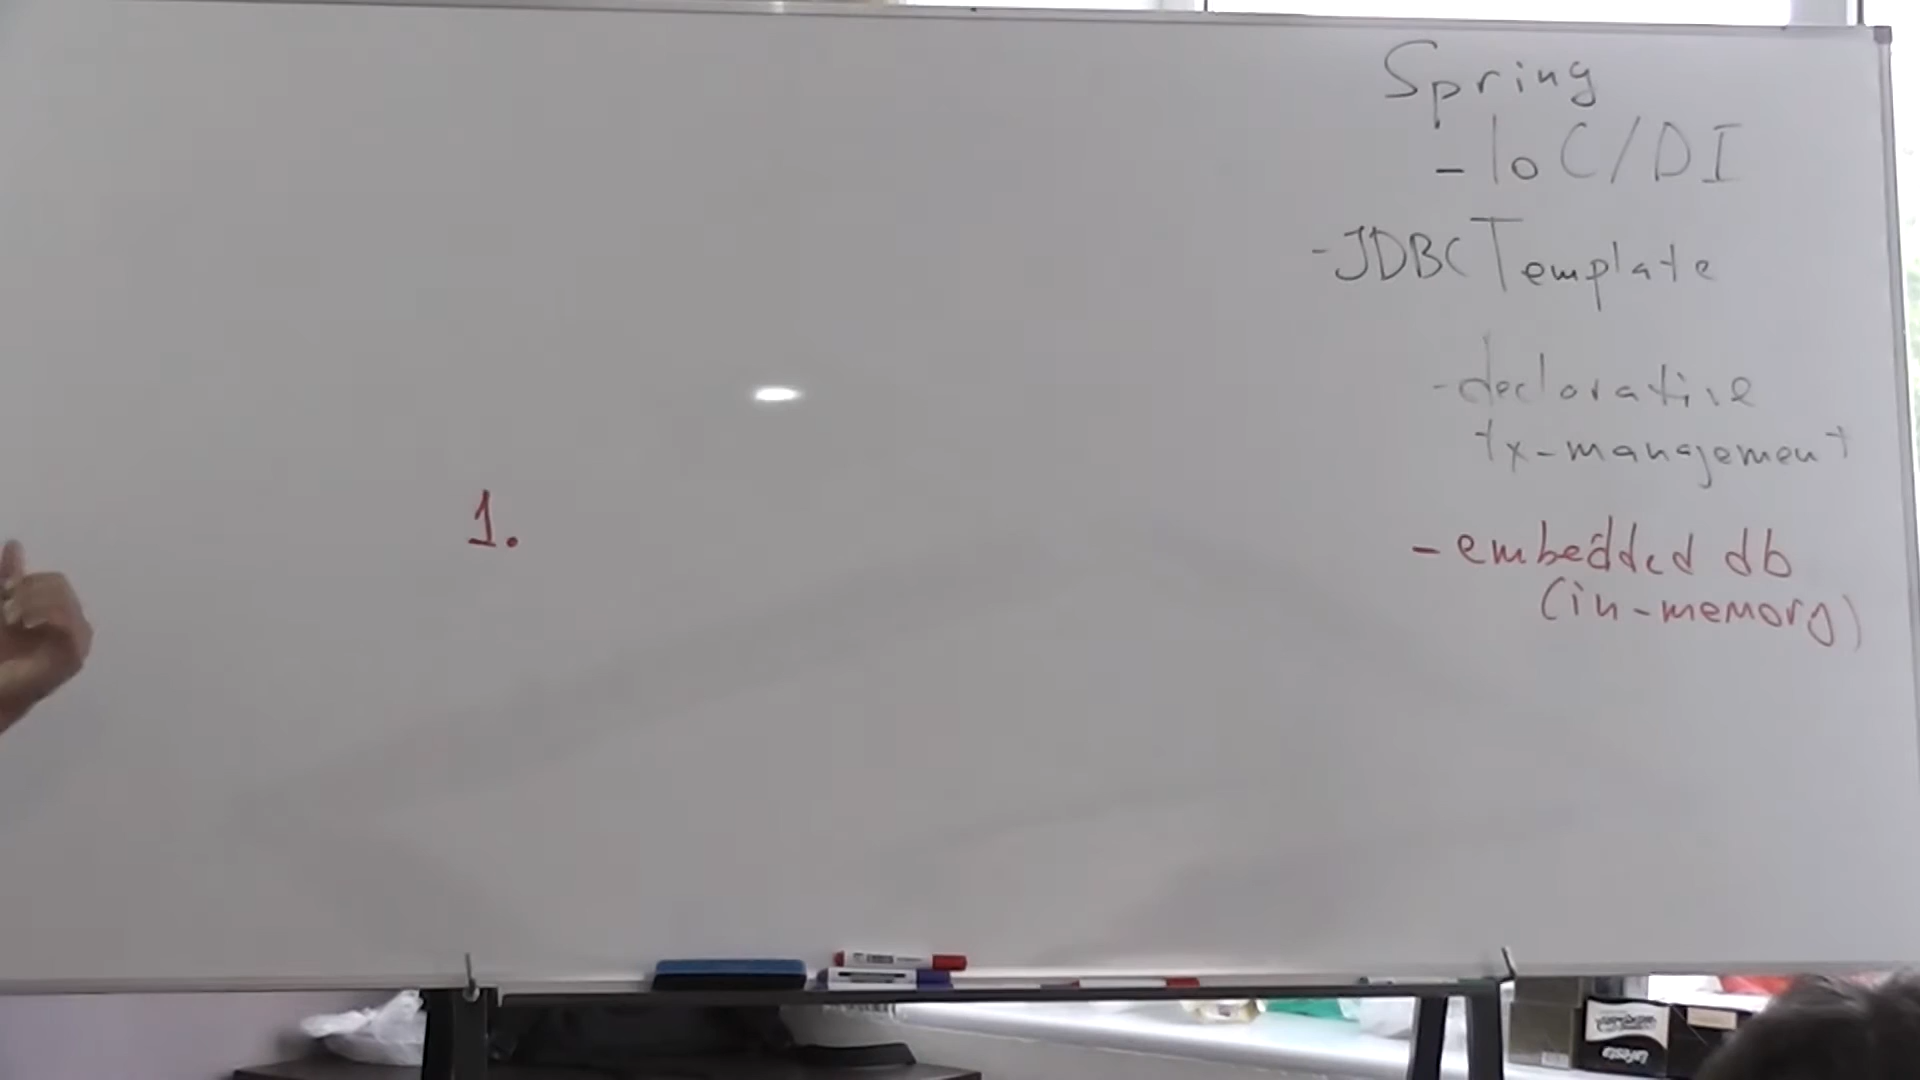 Spring
- IoC/DI
- JDBCTemplate
- declarative
tx-management
- embedded db
(in-memory)
1.